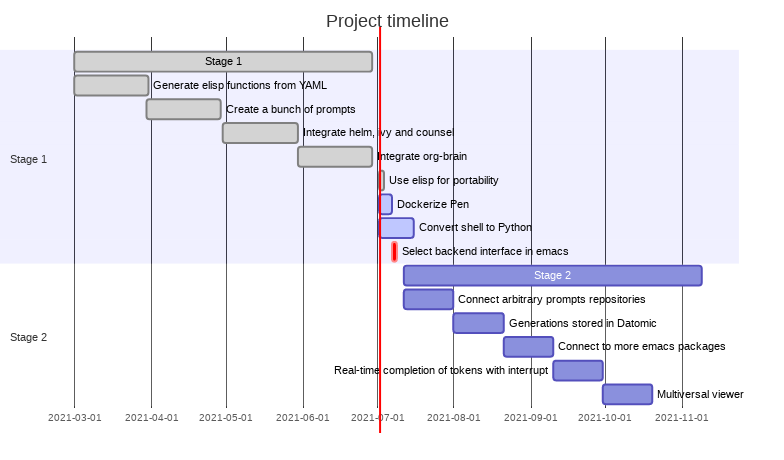 Project timeline
Stage 1
Generate elisp functions from YAML
Create a bunch of prompts
Integrate helm, ivy and counsel
Integrate org-brain
Stage 1
Use elisp for portability
Dockerize Pen
Convert shell to Python
Select backend interface in emacs
Stage 2
Connect arbitrary prompts repositories
Generations stored in Datomic
Stage 2
Connect to more emacs packages
Real-time completion of tokens with interrupt
Multiversal viewer
2021-03-01 2021-04-01 2021-05-01 2021-06-01 2021-07-01 2021-08-01 2021-09-01 2021-10-01 2021-11-01